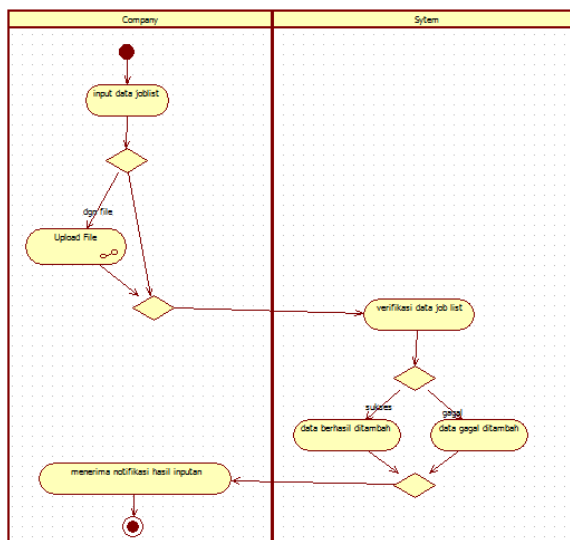 Company
Sytem
input data joblist
dgn file
Upload File
verifikasi data job list
sukses
gagal
data berhasil ditambah
data gagal ditambah
menerima notifikasi hasil inputan